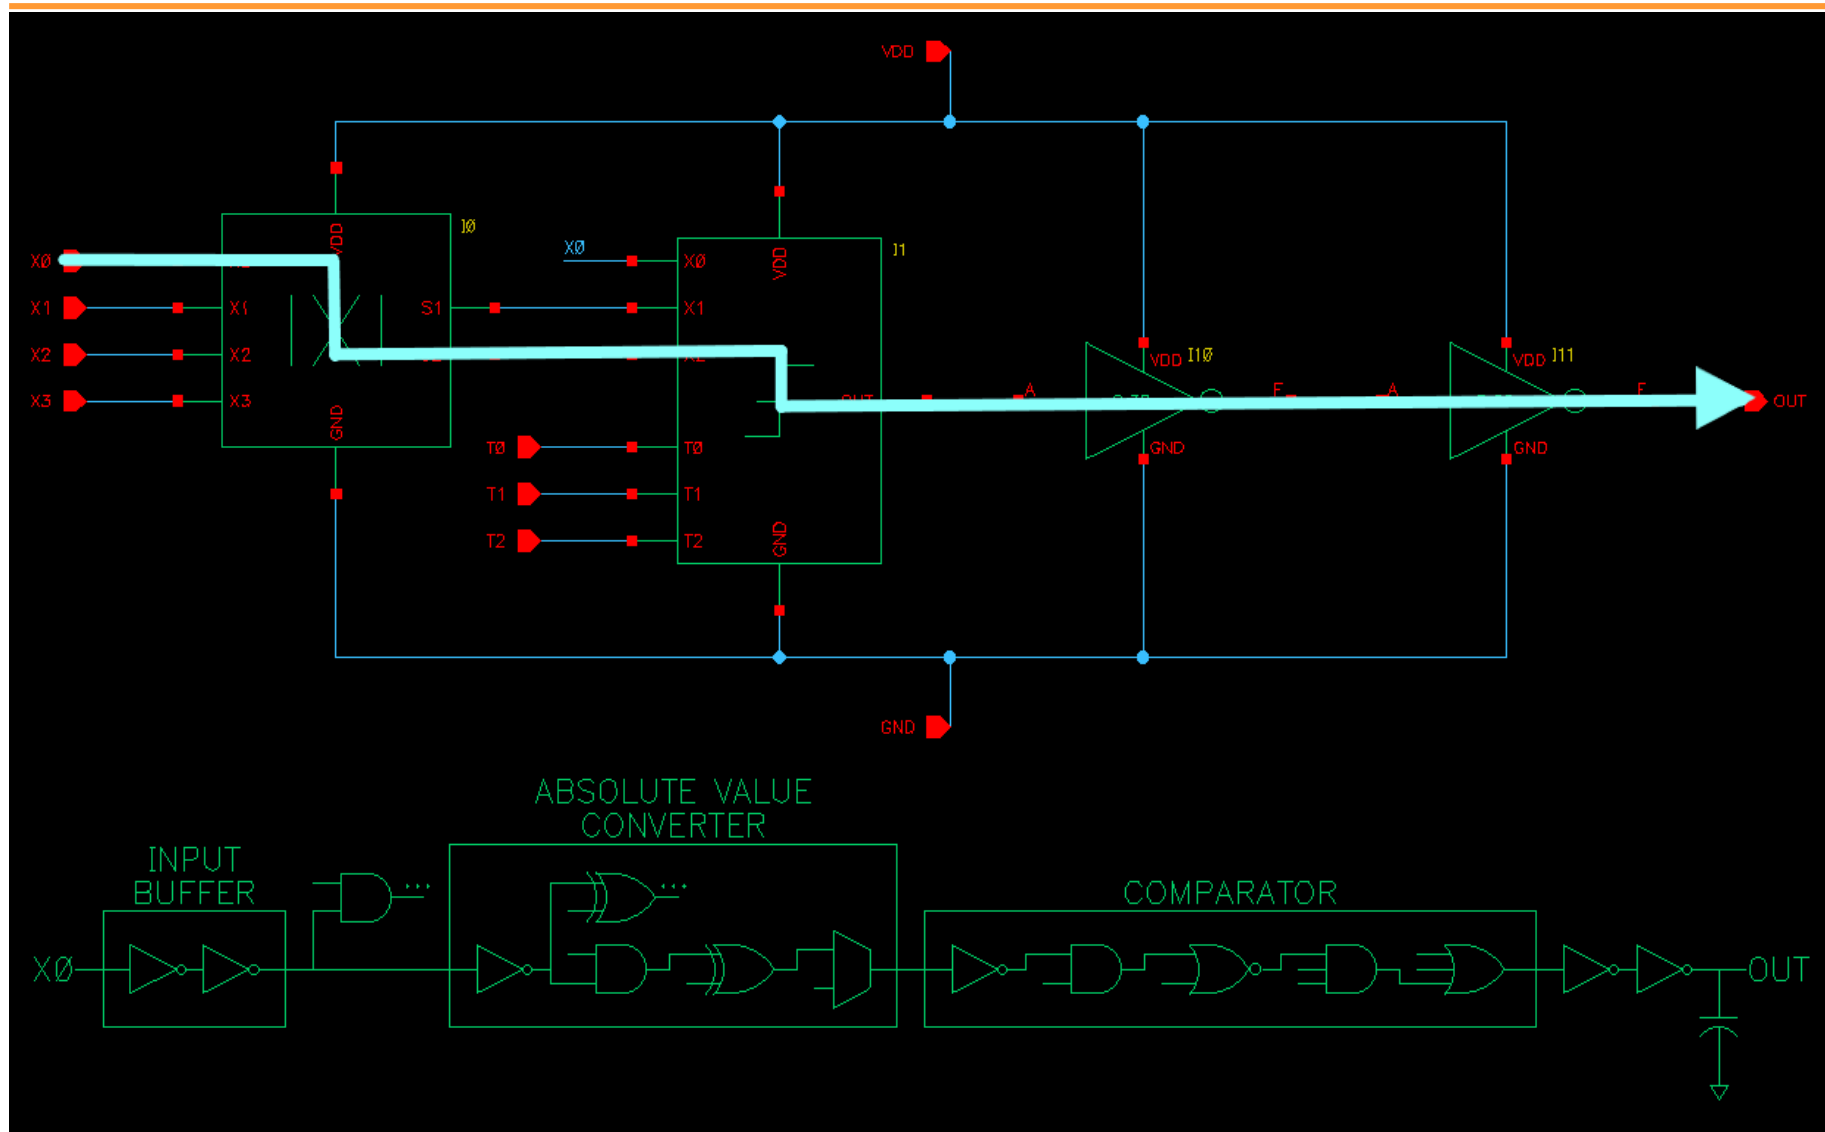 VDD
VDD
IØ
XØ
XØ
XØ
VDD
I1
X1
X1
S1
X1
X2
X2
VDD
I1Ø
VDD
I11
X3
X3
A
F
A
F
OUT
GND
TØ
TØ
GND
GND
T1
T1
T2
T2
GND
GND
ABSOLUTE VALUE
CONVERTER
INPUT
BUFFER
COMPARATOR
XØ
OUT